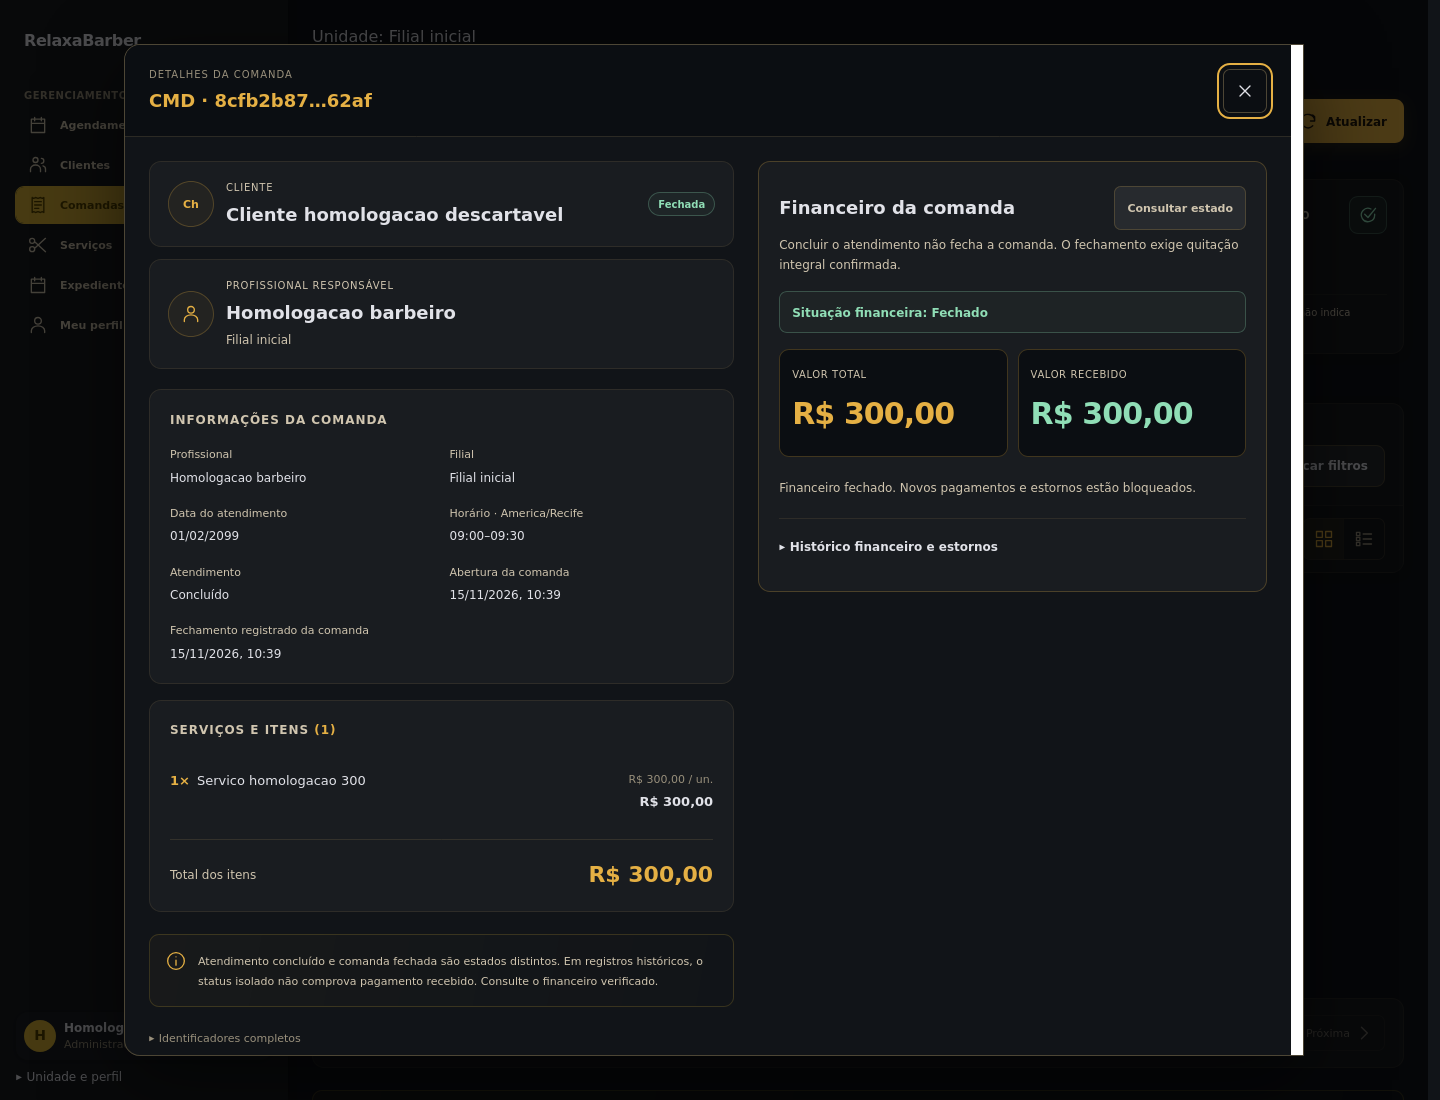 RelaxaBarber
Unidade: Filial inicial
GERENCIAMENTO
Agendame
Clientes
Comandas
Serviços
Expediente
Meu perfil
Atualizar
DETALHES DA COMANDA
CMD · 8cfb2b87…62af
Ch
CLIENTE
Cliente homologacao descartavel
Fechada
PROFISSIONAL RESPONSÁVEL
Homologacao barbeiro
Filial inicial
INFORMAÇÕES DA COMANDA
Profissional
Homologacao barbeiro
Filial
Filial inicial
Data do atendimento
01/02/2099
Horário · America/Recife
09:00–09:30
Atendimento
Concluído
Abertura da comanda
15/11/2026, 10:39
Fechamento registrado da comanda
15/11/2026, 10:39
SERVIÇOS E ITENS (1)
1× Servico homologacao 300
R$ 300,00 / un.
R$ 300,00
Total dos itens
R$ 300,00
Atendimento concluído e comanda fechada são estados distintos. Em registros históricos, o
status isolado não comprova pagamento recebido. Consulte o financeiro verificado.
▸ Identificadores completos
Financeiro da comanda
Consultar estado
Concluir o atendimento não fecha a comanda. O fechamento exige quitação
integral confirmada.
Situação financeira: Fechado
VALOR TOTAL
R$ 300,00
VALOR RECEBIDO
R$ 300,00
Financeiro fechado. Novos pagamentos e estornos estão bloqueados.
▸ Histórico financeiro e estornos
ão indica
car filtros
Próxima
H
Homolog
Administra
▸ Unidade e perfil